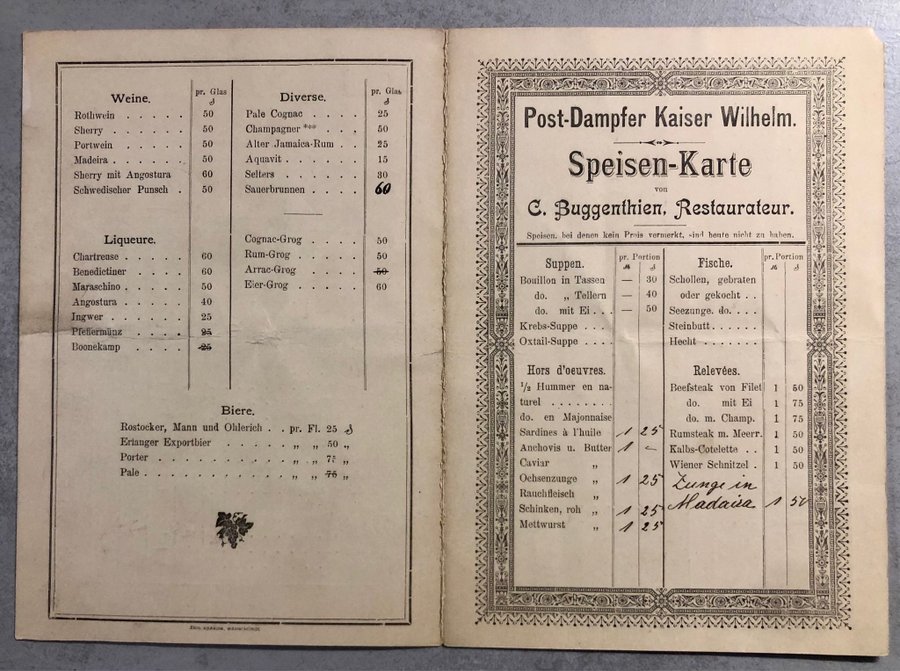 Weine.
pr. Glas
₰
Rothwein . . . . . . 50
Sherry . . . . . . 50
Portwein . . . . . 50
Madeira . . . . . . 50
Sherry mit Angostura 60
Schwedischer Punsch . 50
Liqueure.
Chartreuse . . . . . 60
Benedictiner . . . . 60
Maraschino . . . . . 50
Angostura . . . . . 40
Ingwer . . . . . . 25
Pfeffermünz . . . . 25
Boonekamp . . . . 25
Diverse.
pr. Glas
₰
Pale Cognac . . . . 25
Champagner *** . . . 50
Alter Jamaica-Rum . . 25
Aquavit . . . . . . 15
Selters . . . . . . 30
Sauerbrunnen . . . . 60
Cognac-Grog . . . . 50
Rum-Grog . . . . . 50
Arrac-Grog . . . . 50
Eier-Grog . . . . . 60
Biere.
Rostocker, Mann und Ohlerich . . pr. Fl. 25 ₰
Erlanger Exportbier . . . . . „ „ 50 „
Porter . . . . . . . . . . „ „ 75 „
Pale . . . . . . . . . . . „ „ 75 „
Post-Dampfer Kaiser Wilhelm.
Speisen-Karte
von
C. Buggenthien, Restaurateur.
Speisen, bei denen kein Preis vermerkt, sind heute nicht zu haben.
Suppen.
pr. Portion
ℳ ₰
Bouillon in Tassen — 30
do. „ Tellern — 40
do. mit Ei . . . — 50
Krebs-Suppe . . .
Oxtail-Suppe . . .
Hors d'oeuvres.
½ Hummer en na-
turel . . . . . . . .
do. en Majonnaise
Sardines à l'huile 1 25
Anchovis u. Butter 1 —
Caviar „
Ochsenzunge „ 1 25
Rauchfleisch „
Schinken, roh „ 1 25
Mettwurst „ 1 25
Fische.
pr. Portion
ℳ ₰
Schollen, gebraten
oder gekocht . .
Seezunge. do. . . .
Steinbutt . . . .
Hecht . . . . . .
Relevées.
Beefsteak von Filet 1 50
do. mit Ei 1 75
do. m. Champ. 1 75
Rumsteak m. Meerr. 1 50
Kalbs-Cotelette . . 1 50
Wiener Schnitzel . 1 50
Zunge in
Madaira 1 50